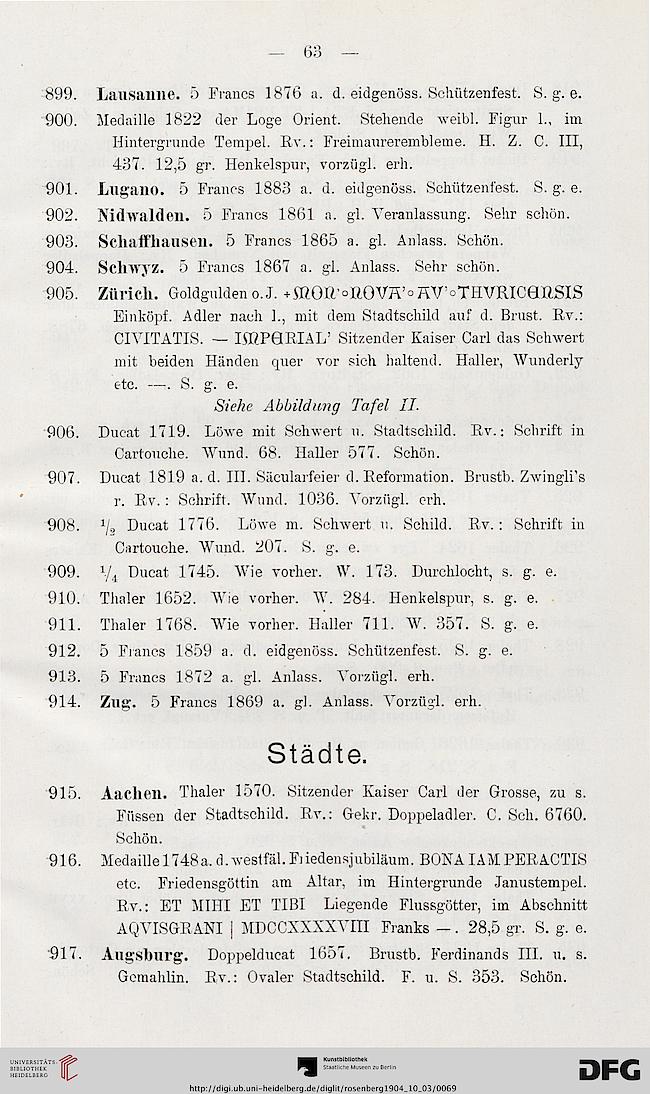 — 63 —
899. Lausanne. 5 Francs 1876 a. d. eidgenöss. Schützenfest. S. g. e.
900. Medaille 1822 der Loge Orient. Stehende weibl. Figur l., im
Hintergrunde Tempel. Rv.: Freimaurerembleme. H. Z. C. III,
437. 12,5 gr. Henkelspur, vorzügl. erh.
901. Lugano. 5 Francs 1883 a. d. eidgenöss. Schützenfest. S. g. e.
902. Nidwalden. 5 Francs 1861 a. gl. Veranlassung. Sehr schön.
903. Schaffhausen. 5 Francs 1865 a. gl. Anlass. Schön.
904. Schwyz. 5 Francs 1867 a. gl. Anlass. Sehr schön.
905. Zürich. Goldgulden o. J. + MON'∘NOVA'∘AV'∘THVRICENSIS
Einköpf. Adler nach l., mit dem Stadtschild auf d. Brust. Rv.:
CIVITATIS. — IMPERIAL' Sitzender Kaiser Carl das Schwert
mit beiden Händen quer vor sich haltend. Haller, Wunderly
etc. —. S. g. e.
Siehe Abbildung Tafel II.
906. Ducat 1719. Löwe mit Schwert u. Stadtschild. Rv.: Schrift in
Cartouche. Wund. 68. Haller 577. Schön.
907. Ducat 1819 a. d. III. Säcularfeier d. Reformation. Brustb. Zwingli's
r. Rv.: Schrift. Wund. 1036. Vorzügl. erh.
908. 1/2 Ducat 1776. Löwe m. Schwert u. Schild. Rv.: Schrift in
Cartouche. Wund. 207. S. g. e.
909. 1/4 Ducat 1745. Wie vorher. W. 173. Durchlocht, s. g. e.
910. Thaler 1652. Wie vorher. W. 284. Henkelspur, s. g. e.
911. Thaler 1768. Wie vorher. Haller 711. W. 357. S. g. e.
912. 5 Francs 1859 a. d. eidgenöss. Schützenfest. S. g. e.
913. 5 Francs 1872 a. gl. Anlass. Vorzügl. erh.
914. Zug. 5 Francs 1869 a. gl. Anlass. Vorzügl. erh.
Städte.
915. Aachen. Thaler 1570. Sitzender Kaiser Carl der Grosse, zu s.
Füssen der Stadtschild. Rv.: Gekr. Doppeladler. C. Sch. 6760.
Schön.
916. Medaille 1748 a. d. westfäl. Friedensjubiläum. BONA IAM PERACTIS
etc. Friedensgöttin am Altar, im Hintergrunde Janustempel.
Rv.: ET MIHI ET TIBI Liegende Flussgötter, im Abschnitt
AQVISGRANI | MDCCXXXXVIII Franks —. 28,5 gr. S. g. e.
917. Augsburg. Doppelducat 1657. Brustb. Ferdinands III. u. s.
Gemahlin. Rv.: Ovaler Stadtschild. F. u. S. 353. Schön.
UNIVERSITÄTS-
BIBLIOTHEK
HEIDELBERG
Kunstbibliothek
Staatliche Museen zu Berlin
DFG
http://digi.ub.uni-heidelberg.de/diglit/rosenberg1904_10_03/0069